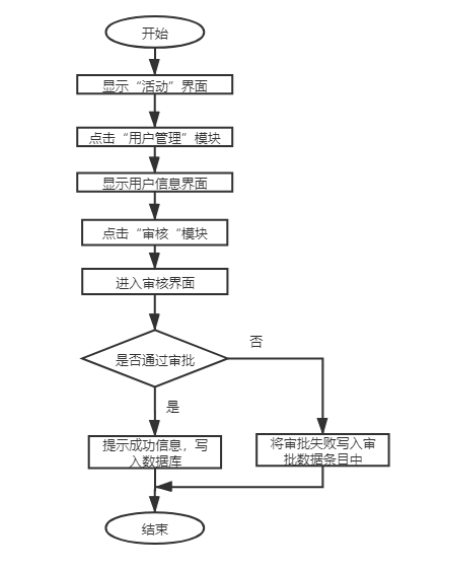 开始
显示“活动”界面
点击“用户管理”模块
显示用户信息界面
点击“审核“模块
进入审核界面
是否通过审批
否
是
提示成功信息，写
入数据库
将审批失败写入审
批数据条目中
结束